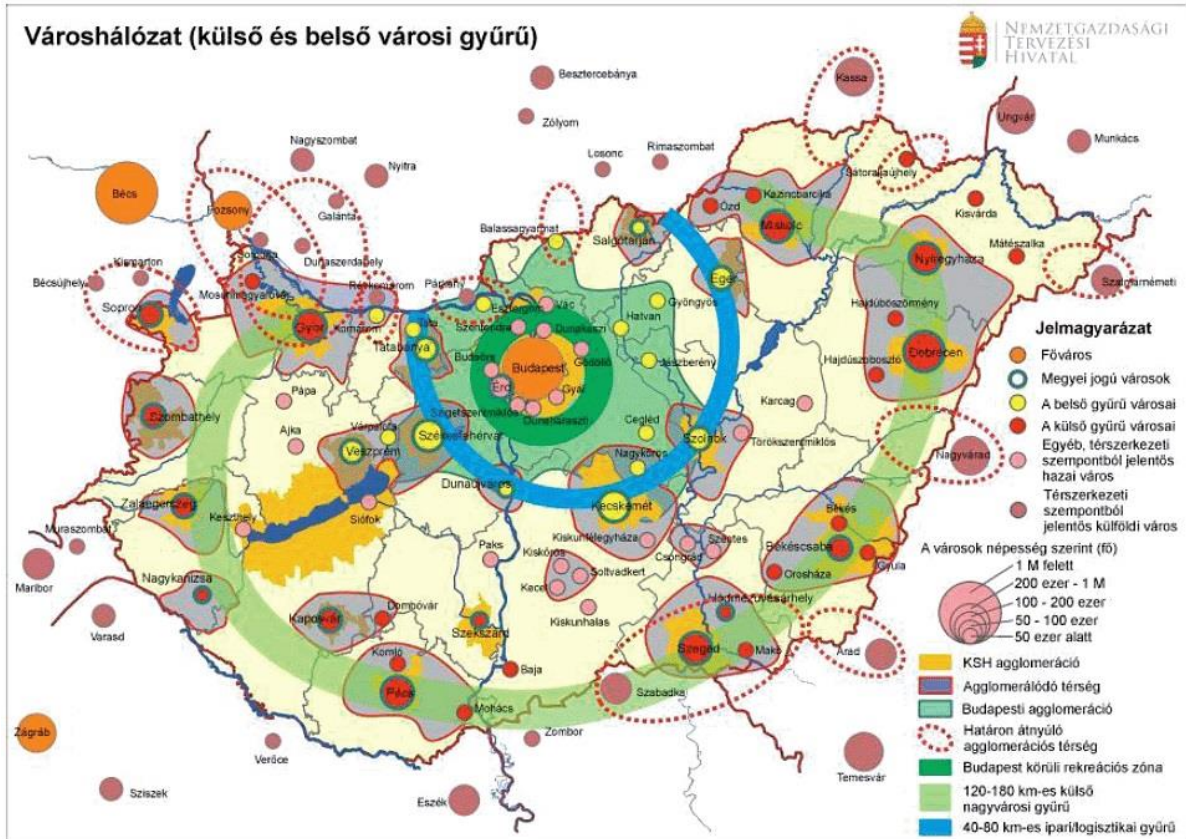 Városhálózat (külső és belső városi gyűrű)
NEMZETGAZDASÁGI
TERVEZÉSI
HIVATAL
Besztercebánya
Kassa
Zólyom
Ungvár
Munkács
Nagyszombat
Losonc
Rimaszombat
Nyitra
Sátoraljaújhely
Bécs
Pozsony
Galánta
Kazincbarcika
Ózd
Kisvárda
Miskolc
Balassagyarmat
Salgótarján
Mátészalka
Nyíregyháza
Kismarton
Somorja
Dunaszerdahely
Bécsújhely
Szatmárnémeti
Mosonmagyaróvár
Révkomárom
Párkány
Eger
Sopron
Esztergom
Vác
Gyöngyös
Hajdúböszörmény
Győr
Komárom
Tata
Szentendre
Dunakeszi
Hatvan
Tatabánya
Gödöllő
Debrecen
Budaörs
Budapest
Jászberény
Hajdúszoboszló
Érd
Gyál
Pápa
Karcag
Szombathely
Szigetszentmiklós
Dunaharaszti
Ajka
Várpalota
Székesfehérvár
Cegléd
Szolnok
Törökszentmiklós
Veszprém
Nagykőrös
Nagyvárad
Dunaújváros
Zalaegerszeg
Kecskemét
Keszthely
Siófok
Békés
Muraszombat
Kiskunfélegyháza
Szentes
Paks
Kiskőrös
Csongrád
Békéscsaba
Gyula
Maribor
Soltvadkert
Orosháza
Nagykanizsa
Kecel
Hódmezővásárhely
Dombóvár
Kaposvár
Kiskunhalas
Varasd
Szekszárd
Szeged
Makó
Arad
Komló
Baja
Pécs
Szabadka
Mohács
Zágráb
Zombor
Verőce
Temesvár
Sziszek
Eszék
Jelmagyarázat
Főváros
Megyei jogú városok
A belső gyűrű városai
A külső gyűrű városai
Egyéb, térszerkezeti
szempontból jelentős
hazai város
Térszerkezeti
szempontból
jelentős külföldi város
A városok népesség szerint (fő)
1 M felett
200 ezer - 1 M
100 - 200 ezer
50 - 100 ezer
50 ezer alatt
KSH agglomeráció
Agglomerálódó térség
Budapesti agglomeráció
Határon átnyúló
agglomerációs térség
Budapest körüli rekreációs zóna
120-180 km-es külső
nagyvárosi gyűrű
40-80 km-es ipari/logisztikai gyűrű